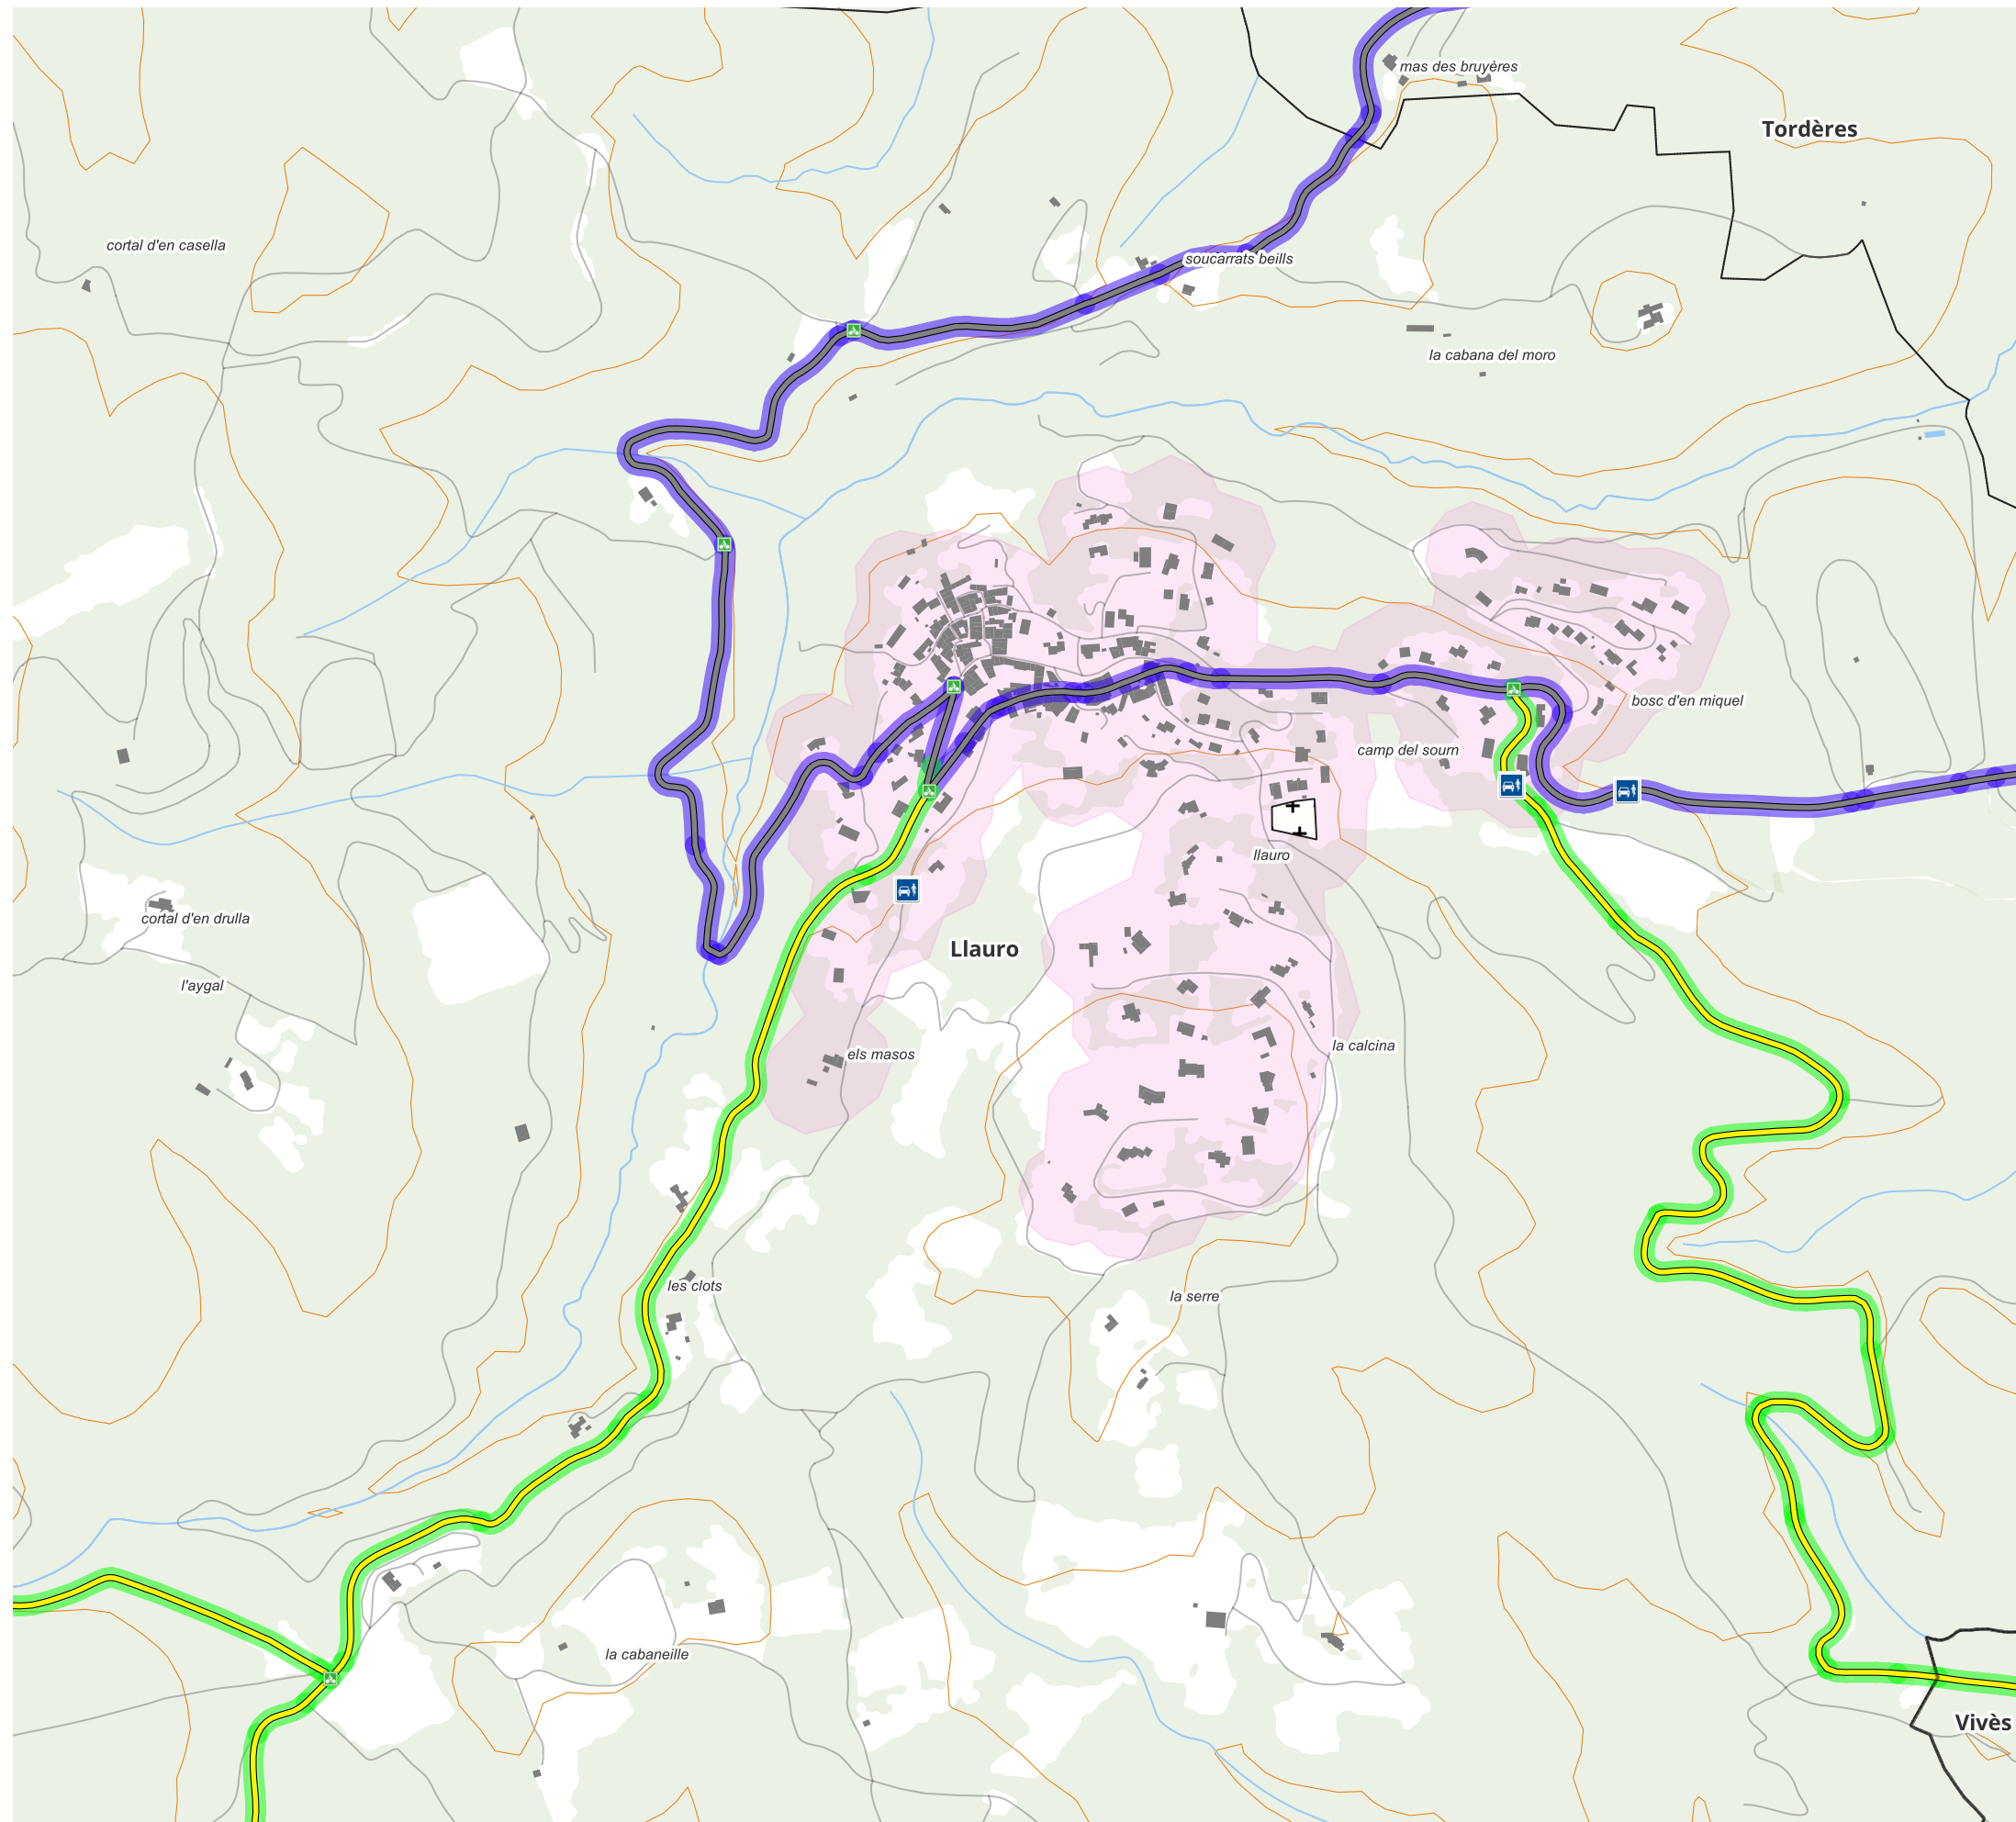 mas des bruyères
Tordères
cortal d'en casella
soucarrats beills
la cabana del moro
bosc d'en miquel
camp del sourn
llauro
cortal d'en drulla
Llauro
l'aygal
la calcina
els masos
les clots
la serre
la cabaneille
Vivès